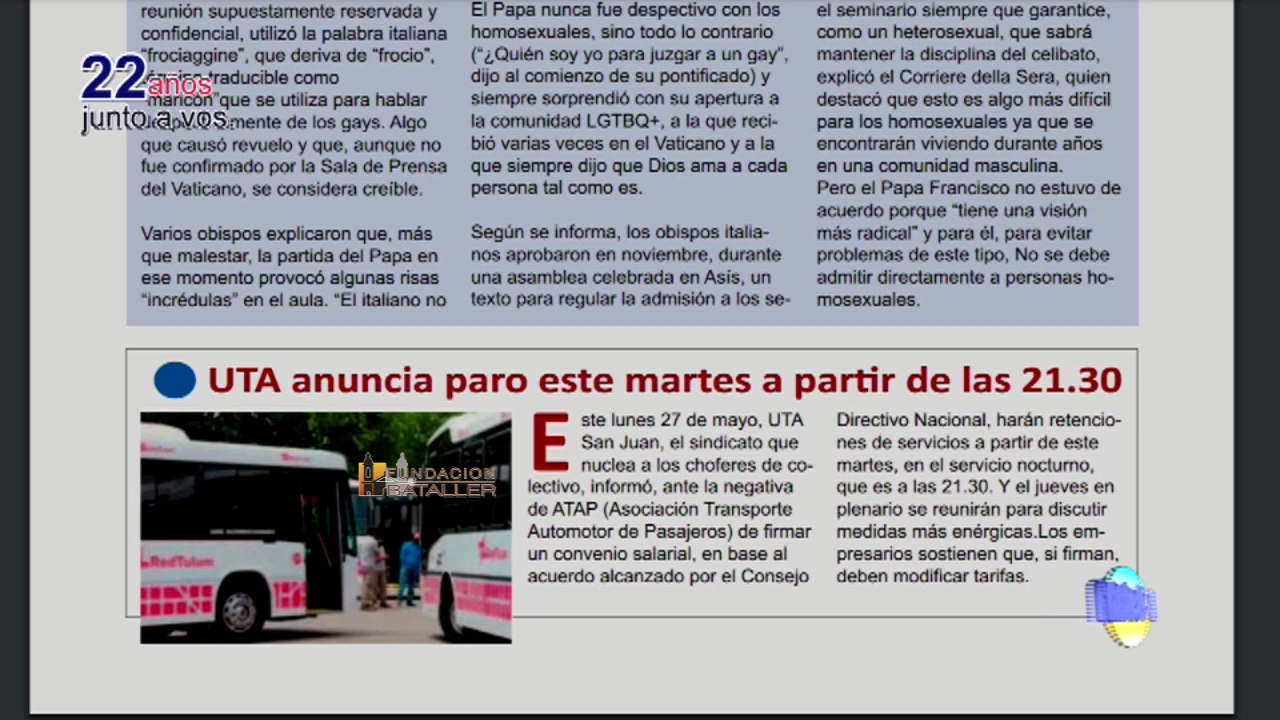 reunión supuestamente reservada y
confidencial, utilizó la palabra italiana
“frociaggine”, que deriva de “frocio”,
traducible como
“maricón”que se utiliza para hablar
mente de los gays. Algo
que causó revuelo y que, aunque no
fue confirmado por la Sala de Prensa
del Vaticano, se considera creíble.
Varios obispos explicaron que, más
que malestar, la partida del Papa en
ese momento provocó algunas risas
“incrédulas” en el aula. “El italiano no
El Papa nunca fue despectivo con los
homosexuales, sino todo lo contrario
(“¿Quién soy yo para juzgar a un gay”,
dijo al comienzo de su pontificado) y
siempre sorprendió con su apertura a
la comunidad LGTBQ+, a la que reci-
bió varias veces en el Vaticano y a la
que siempre dijo que Dios ama a cada
persona tal como es.
Según se informa, los obispos italia-
nos aprobaron en noviembre, durante
una asamblea celebrada en Asís, un
texto para regular la admisión a los se-
el seminario siempre que garantice,
como un heterosexual, que sabrá
mantener la disciplina del celibato,
explicó el Corriere della Sera, quien
destacó que esto es algo más difícil
para los homosexuales ya que se
encontrarán viviendo durante años
en una comunidad masculina.
Pero el Papa Francisco no estuvo de
acuerdo porque “tiene una visión
más radical” y para él, para evitar
problemas de este tipo, No se debe
admitir directamente a personas ho-
mosexuales.
22 años
junto a vos.
UTA anuncia paro este martes a partir de las 21.30
FUNDACION
BATALLER
RedTulum
Este lunes 27 de mayo, UTA
San Juan, el sindicato que
nuclea a los choferes de co-
lectivo, informó, ante la negativa
de ATAP (Asociación Transporte
Automotor de Pasajeros) de firmar
un convenio salarial, en base al
acuerdo alcanzado por el Consejo
Directivo Nacional, harán retencio-
nes de servicios a partir de este
martes, en el servicio nocturno,
que es a las 21.30. Y el jueves en
plenario se reunirán para discutir
medidas más enérgicas.Los em-
presarios sostienen que, si firman,
deben modificar tarifas.